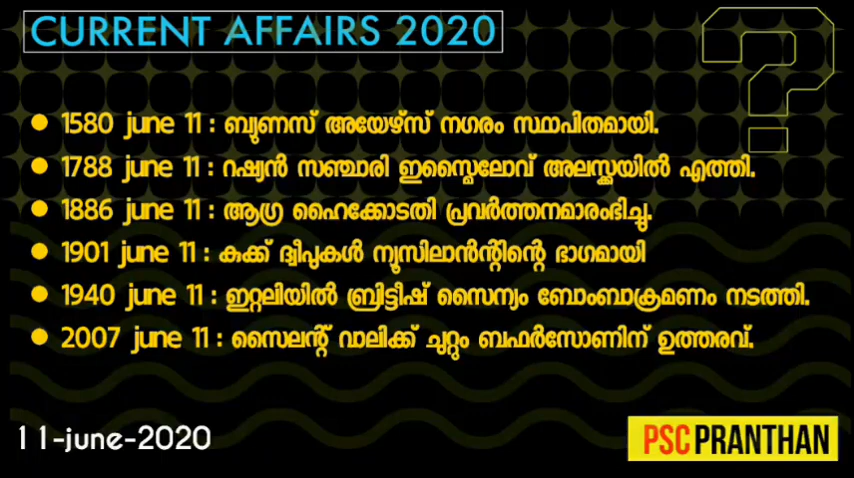 CURRENT AFFAIRS 2020
1580 june 11 : ബ്യുണസ് അയേഴ്സ് നഗരം സ്ഥാപിതമായി.
1788 june 11 : റഷ്യൻ സഞ്ചാരി ഇസ്മൈലോവ് അലസ്ക്കയിൽ എത്തി.
1886 june 11 : ആഗ്ര ഹൈക്കോടതി പ്രവർത്തനമാരംഭിച്ചു.
1901 june 11 : കുക്ക് ദ്വീപുകൾ ന്യുസിലാൻന്റിന്റെ ഭാഗമായി
1940 june 11 : ഇറ്റലിയിൽ ബ്രിട്ടീഷ് സൈന്യം ബോംബാക്രമണം നടത്തി.
2007 june 11 : സൈലന്റ് വാലിക്ക് ചുറ്റും ബഫർസോണിന് ഉത്തരവ്.
11-june-2020
PSC PRANTHAN